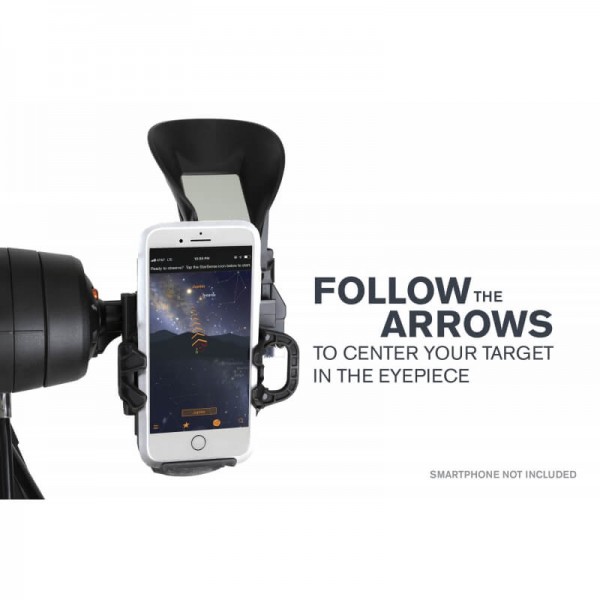 FOLLOW THE
ARROWS
TO CENTER YOUR TARGET
IN THE EYEPIECE
SMARTPHONE NOT INCLUDED